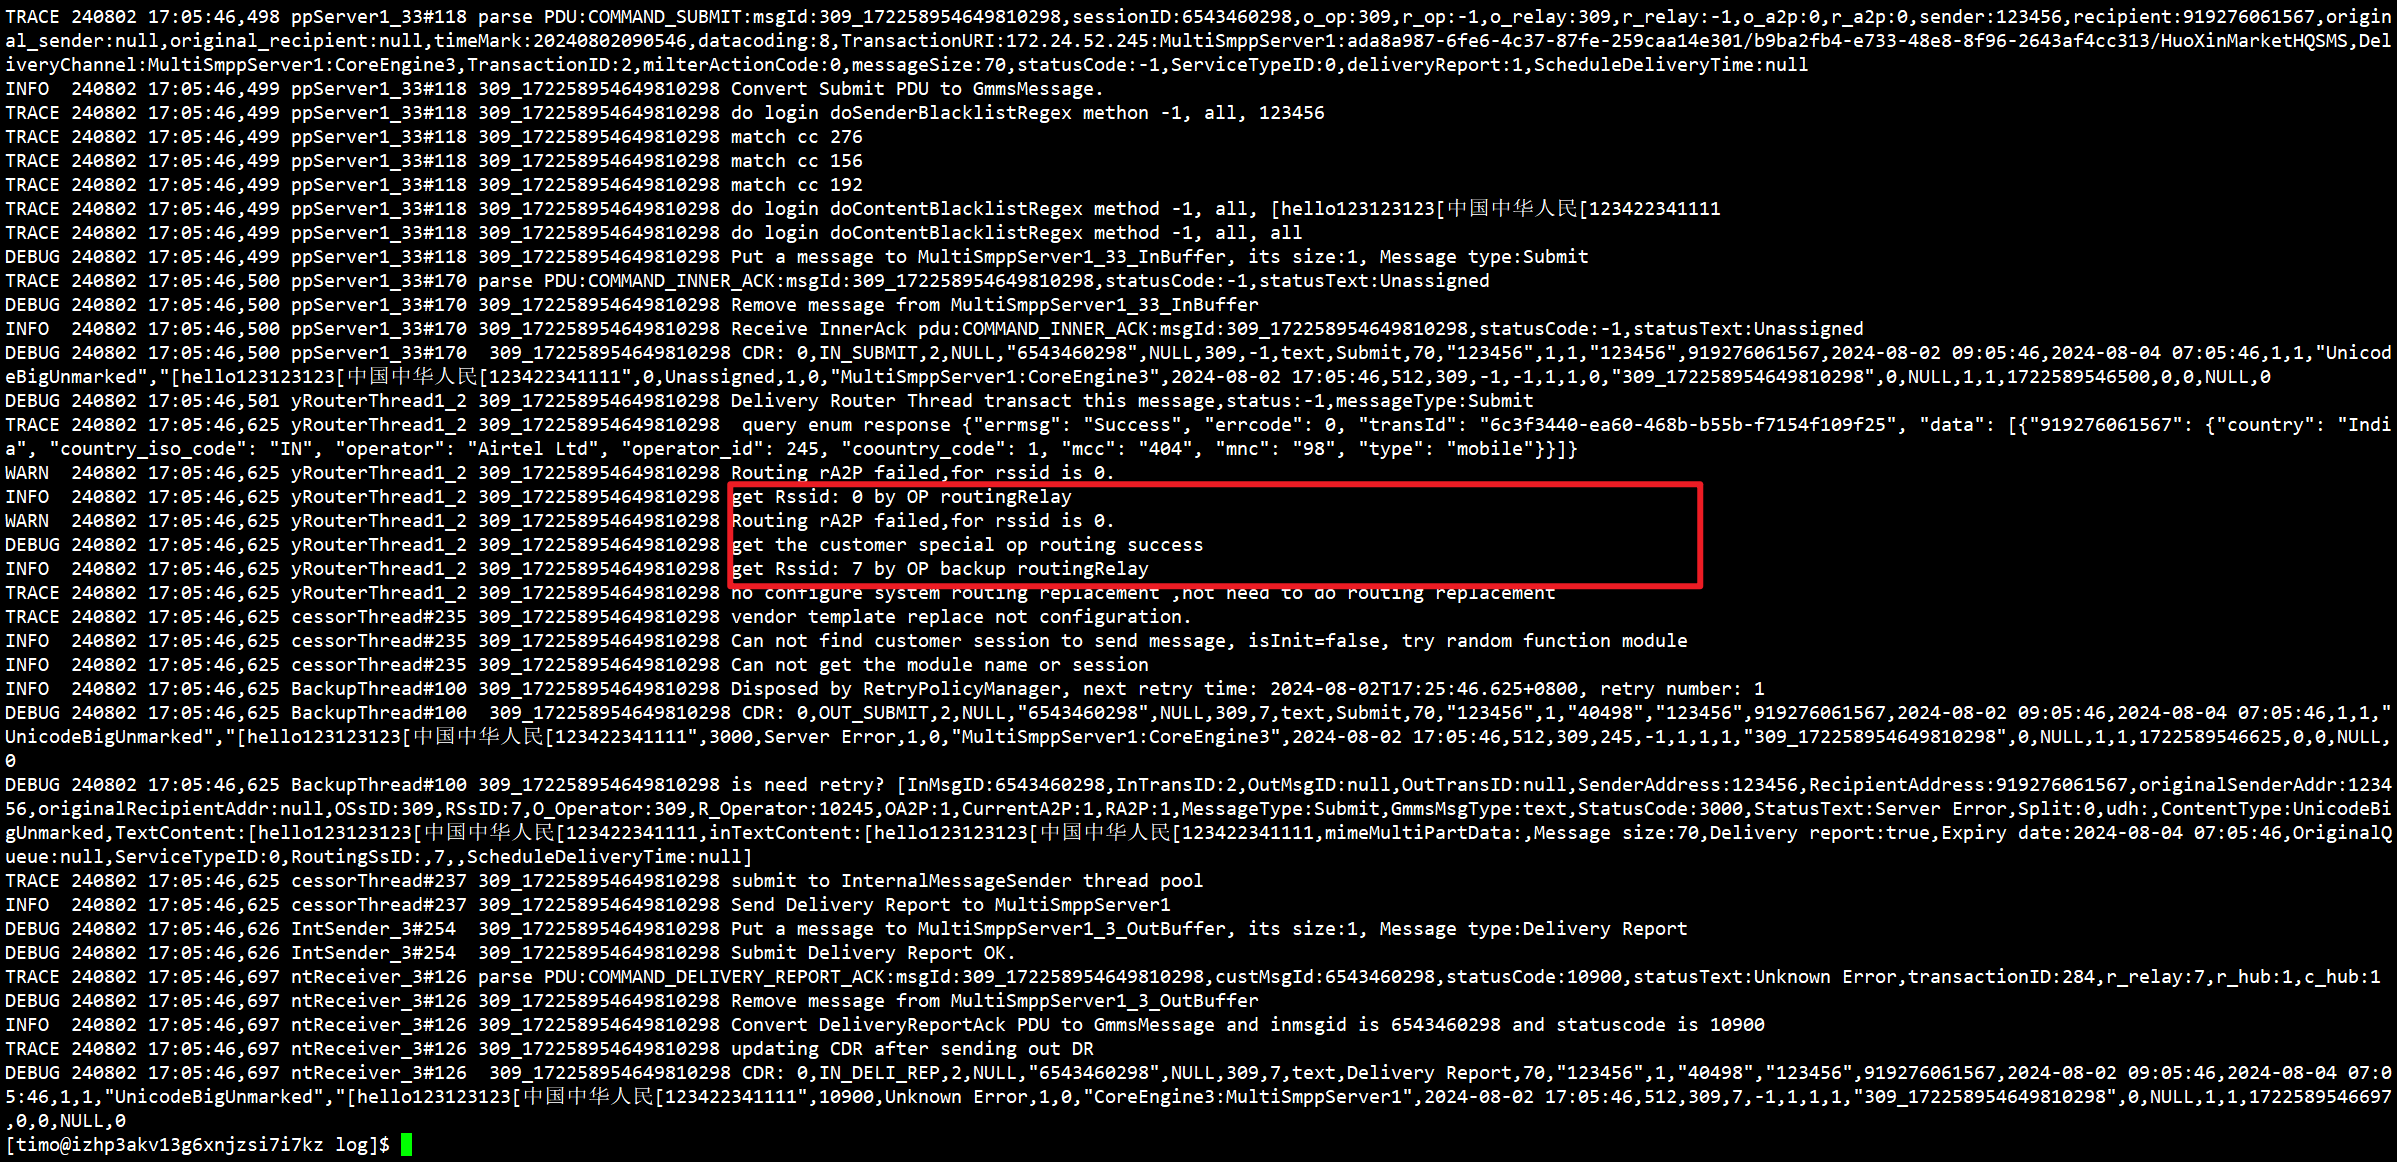 TRACE 240802 17:05:46,498 ppServer1_33#118 parse PDU:COMMAND_SUBMIT:msgId:309_172258954649810298,sessionID:6543460298,o_op:309,r_op:-1,o_relay:309,r_relay:-1,o_a2p:0,r_a2p:0,sender:123456,recipient:919276061567,origin
al_sender:null,original_recipient:null,timeMark:20240802090546,datacoding:8,TransactionURI:172.24.52.245:MultiSmppServer1:ada8a987-6fe6-4c37-87fe-259caa14e301/b9ba2fb4-e733-48e8-8f96-2643af4cc313/HuoXinMarketHQSMS,Del
iveryChannel:MultiSmppServer1:CoreEngine3,TransactionID:2,milterActionCode:0,messageSize:70,statusCode:-1,ServiceTypeID:0,deliveryReport:1,ScheduleDeliveryTime:null
INFO  240802 17:05:46,499 ppServer1_33#118 309_172258954649810298 Convert Submit PDU to GmmsMessage.
TRACE 240802 17:05:46,499 ppServer1_33#118 309_172258954649810298 do login doSenderBlacklistRegex methon -1, all, 123456
TRACE 240802 17:05:46,499 ppServer1_33#118 309_172258954649810298 match cc 276
TRACE 240802 17:05:46,499 ppServer1_33#118 309_172258954649810298 match cc 156
TRACE 240802 17:05:46,499 ppServer1_33#118 309_172258954649810298 match cc 192
TRACE 240802 17:05:46,499 ppServer1_33#118 309_172258954649810298 do login doContentBlacklistRegex method -1, all, [hello123123123[中国中华人民[123422341111
TRACE 240802 17:05:46,499 ppServer1_33#118 309_172258954649810298 do login doContentBlacklistRegex method -1, all, all
DEBUG 240802 17:05:46,499 ppServer1_33#118 309_172258954649810298 Put a message to MultiSmppServer1_33_InBuffer, its size:1, Message type:Submit
TRACE 240802 17:05:46,500 ppServer1_33#170 parse PDU:COMMAND_INNER_ACK:msgId:309_172258954649810298,statusCode:-1,statusText:Unassigned
DEBUG 240802 17:05:46,500 ppServer1_33#170 309_172258954649810298 Remove message from MultiSmppServer1_33_InBuffer
INFO  240802 17:05:46,500 ppServer1_33#170 309_172258954649810298 Receive InnerAck pdu:COMMAND_INNER_ACK:msgId:309_172258954649810298,statusCode:-1,statusText:Unassigned
DEBUG 240802 17:05:46,500 ppServer1_33#170  309_172258954649810298 CDR: 0,IN_SUBMIT,2,NULL,"6543460298",NULL,309,-1,text,Submit,70,"123456",1,1,"123456",919276061567,2024-08-02 09:05:46,2024-08-04 07:05:46,1,1,"Unicod
eBigUnmarked","[hello123123123[中国中华人民[123422341111",0,Unassigned,1,0,"MultiSmppServer1:CoreEngine3",2024-08-02 17:05:46,512,309,-1,-1,1,1,0,"309_172258954649810298",0,NULL,1,1,1722589546500,0,0,NULL,0
DEBUG 240802 17:05:46,501 yRouterThread1_2 309_172258954649810298 Delivery Router Thread transact this message,status:-1,messageType:Submit
TRACE 240802 17:05:46,625 yRouterThread1_2 309_172258954649810298  query enum response {"errmsg": "Success", "errcode": 0, "transId": "6c3f3440-ea60-468b-b55b-f7154f109f25", "data": [{"919276061567": {"country": "Indi
a", "country_iso_code": "IN", "operator": "Airtel Ltd", "operator_id": 245, "coountry_code": 1, "mcc": "404", "mnc": "98", "type": "mobile"}}]}
WARN  240802 17:05:46,625 yRouterThread1_2 309_172258954649810298 Routing rA2P failed,for rssid is 0.
INFO  240802 17:05:46,625 yRouterThread1_2 309_172258954649810298 get Rssid: 0 by OP routingRelay
WARN  240802 17:05:46,625 yRouterThread1_2 309_172258954649810298 Routing rA2P failed,for rssid is 0.
DEBUG 240802 17:05:46,625 yRouterThread1_2 309_172258954649810298 get the customer special op routing success
INFO  240802 17:05:46,625 yRouterThread1_2 309_172258954649810298 get Rssid: 7 by OP backup routingRelay
TRACE 240802 17:05:46,625 yRouterThread1_2 309_172258954649810298 no configure system routing replacement ,not need to do routing replacement
TRACE 240802 17:05:46,625 cessorThread#235 309_172258954649810298 vendor template replace not configuration.
INFO  240802 17:05:46,625 cessorThread#235 309_172258954649810298 Can not find customer session to send message, isInit=false, try random function module
INFO  240802 17:05:46,625 cessorThread#235 309_172258954649810298 Can not get the module name or session
INFO  240802 17:05:46,625 BackupThread#100 309_172258954649810298 Disposed by RetryPolicyManager, next retry time: 2024-08-02T17:25:46.625+0800, retry number: 1
DEBUG 240802 17:05:46,625 BackupThread#100  309_172258954649810298 CDR: 0,OUT_SUBMIT,2,NULL,"6543460298",NULL,309,7,text,Submit,70,"123456",1,"40498","123456",919276061567,2024-08-02 09:05:46,2024-08-04 07:05:46,1,1,"
UnicodeBigUnmarked","[hello123123123[中国中华人民[123422341111",3000,Server Error,1,0,"MultiSmppServer1:CoreEngine3",2024-08-02 17:05:46,512,309,245,-1,1,1,1,"309_172258954649810298",0,NULL,1,1,1722589546625,0,0,NULL,
0
DEBUG 240802 17:05:46,625 BackupThread#100 309_172258954649810298 is need retry? [InMsgID:6543460298,InTransID:2,OutMsgID:null,OutTransID:null,SenderAddress:123456,RecipientAddress:919276061567,originalSenderAddr:1234
56,originalRecipientAddr:null,OSsID:309,RSsID:7,O_Operator:309,R_Operator:10245,OA2P:1,CurrentA2P:1,RA2P:1,MessageType:Submit,GmmsMsgType:text,StatusCode:3000,StatusText:Server Error,Split:0,udh:,ContentType:UnicodeBi
gUnmarked,TextContent:[hello123123123[中国中华人民[123422341111,inTextContent:[hello123123123[中国中华人民[123422341111,mimeMultiPartData:,Message size:70,Delivery report:true,Expiry date:2024-08-04 07:05:46,OriginalQ
ueue:null,ServiceTypeID:0,RoutingSsID:,7,,ScheduleDeliveryTime:null]
TRACE 240802 17:05:46,625 cessorThread#237 309_172258954649810298 submit to InternalMessageSender thread pool
INFO  240802 17:05:46,625 cessorThread#237 309_172258954649810298 Send Delivery Report to MultiSmppServer1
DEBUG 240802 17:05:46,626 IntSender_3#254  309_172258954649810298 Put a message to MultiSmppServer1_3_OutBuffer, its size:1, Message type:Delivery Report
DEBUG 240802 17:05:46,626 IntSender_3#254  309_172258954649810298 Submit Delivery Report OK.
TRACE 240802 17:05:46,697 ntReceiver_3#126 parse PDU:COMMAND_DELIVERY_REPORT_ACK:msgId:309_172258954649810298,custMsgId:6543460298,statusCode:10900,statusText:Unknown Error,transactionID:284,r_relay:7,r_hub:1,c_hub:1
DEBUG 240802 17:05:46,697 ntReceiver_3#126 309_172258954649810298 Remove message from MultiSmppServer1_3_OutBuffer
INFO  240802 17:05:46,697 ntReceiver_3#126 309_172258954649810298 Convert DeliveryReportAck PDU to GmmsMessage and inmsgid is 6543460298 and statuscode is 10900
TRACE 240802 17:05:46,697 ntReceiver_3#126 309_172258954649810298 updating CDR after sending out DR
DEBUG 240802 17:05:46,697 ntReceiver_3#126  309_172258954649810298 CDR: 0,IN_DELI_REP,2,NULL,"6543460298",NULL,309,7,text,Delivery Report,70,"123456",1,"40498","123456",919276061567,2024-08-02 09:05:46,2024-08-04 07:0
5:46,1,1,"UnicodeBigUnmarked","[hello123123123[中国中华人民[123422341111",10900,Unknown Error,1,0,"CoreEngine3:MultiSmppServer1",2024-08-02 17:05:46,512,309,7,-1,1,1,1,"309_172258954649810298",0,NULL,1,1,1722589546697
,0,0,NULL,0
[timo@izhp3akv13g6xnjzsi7i7kz log]$